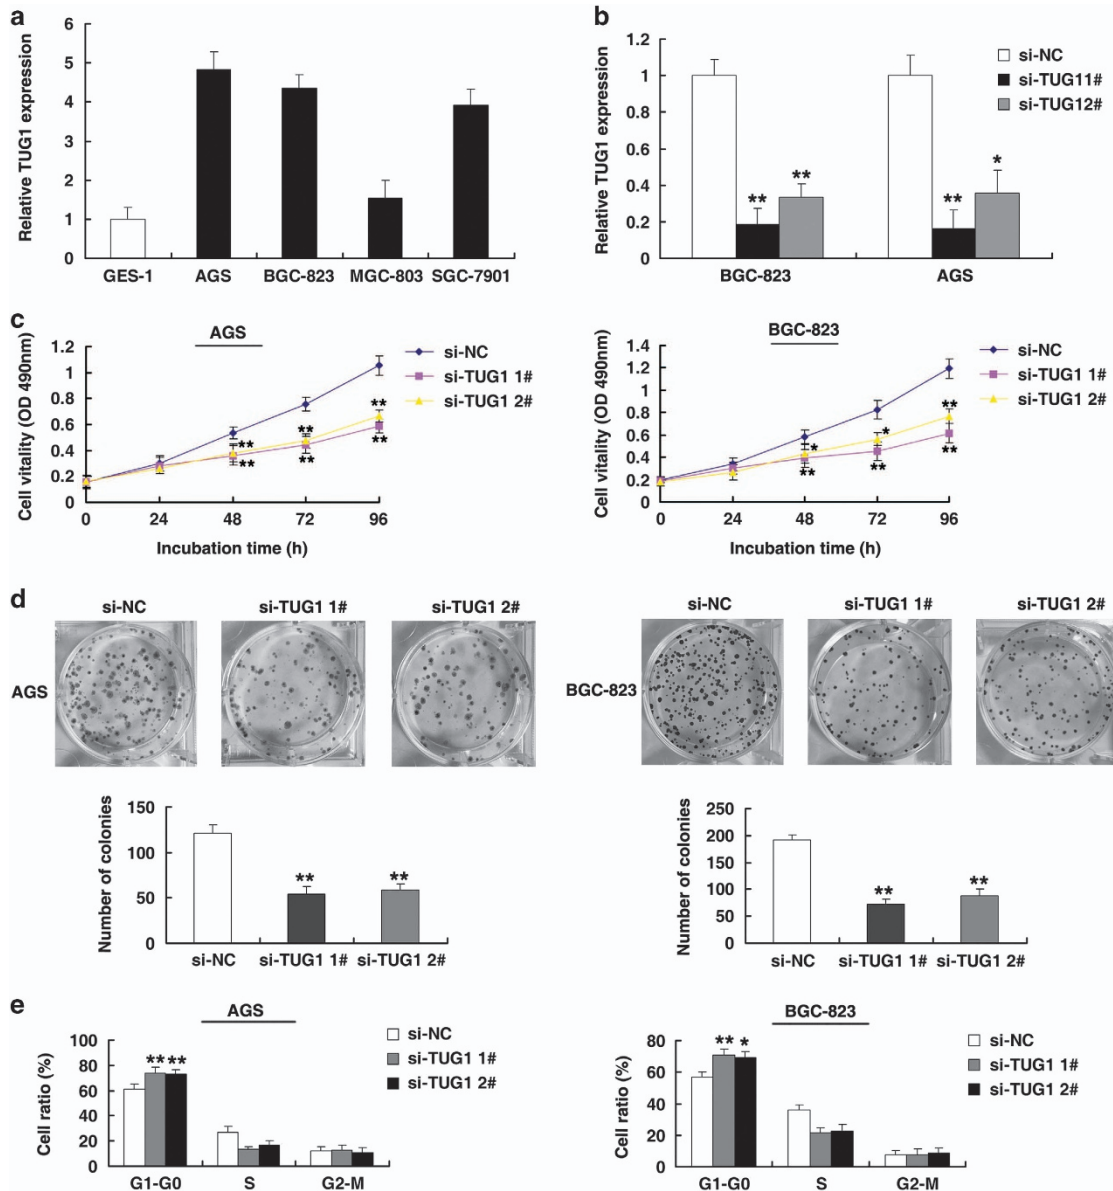 a
Relative TUG1 expression
6
5
4
3
2
1
0
GES-1 AGS BGC-823 MGC-803 SGC-7901
b
Relative TUG1 expression
1.2
1
0.8
0.6
0.4
0.2
0
** ** ** *
BGC-823 AGS
si-NC
si-TUG11#
si-TUG12#
c
AGS
Cell vitality (OD 490nm)
1.2
1
0.8
0.6
0.4
0.2
0
** ** **
** ** **
0 24 48 72 96
Incubation time (h)
si-NC
si-TUG1 1#
si-TUG1 2#
BGC-823
Cell vitality (OD 490nm)
1.4
1.2
1
0.8
0.6
0.4
0.2
0
* * **
** ** **
0 24 48 72 96
Incubation time (h)
si-NC
si-TUG1 1#
si-TUG1 2#
d
si-NC si-TUG1 1# si-TUG1 2#
AGS
si-NC si-TUG1 1# si-TUG1 2#
BGC-823
Number of colonies
150
100
50
0
** **
si-NC si-TUG1 1# si-TUG1 2#
Number of colonies
250
200
150
100
50
0
** **
si-NC si-TUG1 1# si-TUG1 2#
e
AGS
Cell ratio (%)
100
80
60
40
20
0
** **
G1-G0 S G2-M
si-NC
si-TUG1 1#
si-TUG1 2#
BGC-823
Cell ratio (%)
80
60
40
20
0
** *
G1-G0 S G2-M
si-NC
si-TUG1 1#
si-TUG1 2#